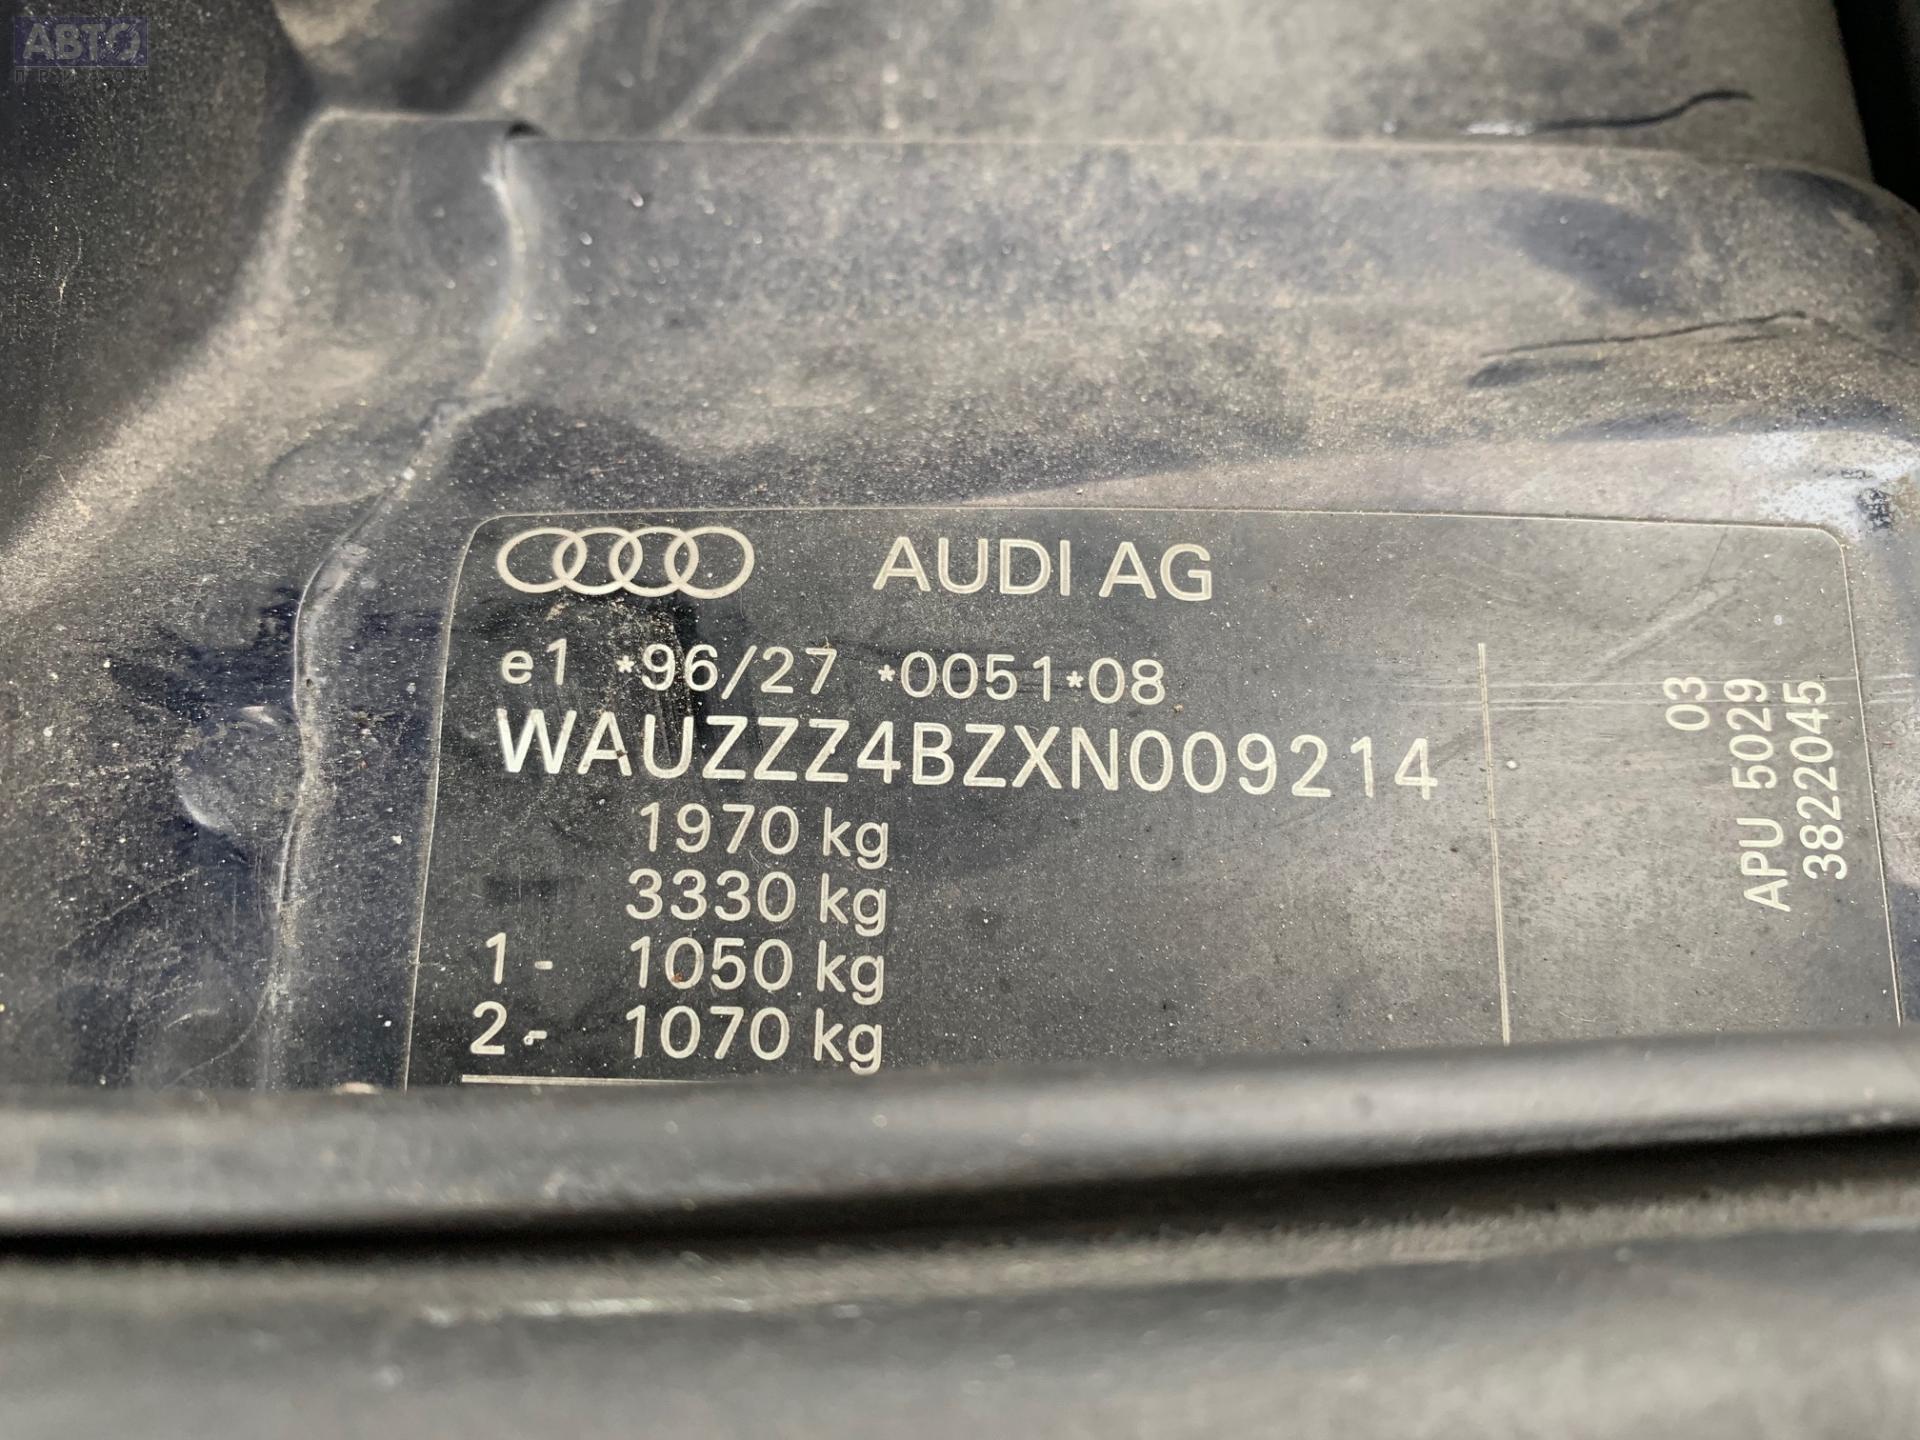 АВТО
AUDI AG
e1 *96/27 *0051*08
WAUZZZ4BZXN009214
1970 kg
3330 kg
1- 1050 kg
2- 1070 kg
03
APU 5029
3822045